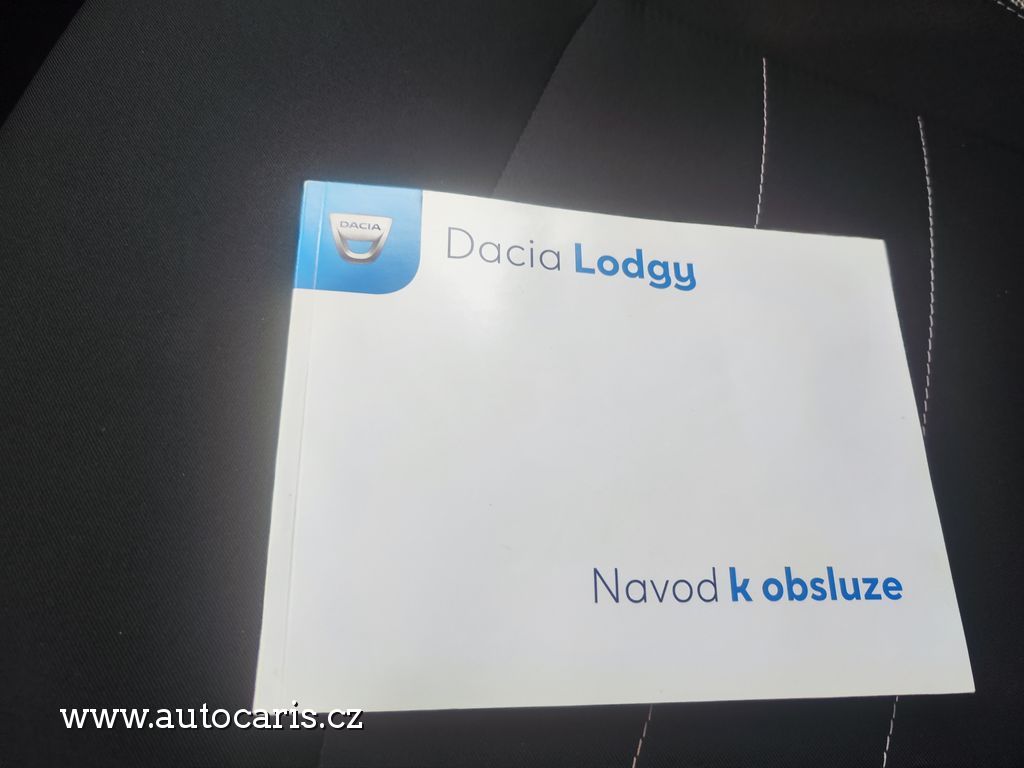 DACIA
Dacia Lodgy
Navod k obsluze
www.autocaris.cz